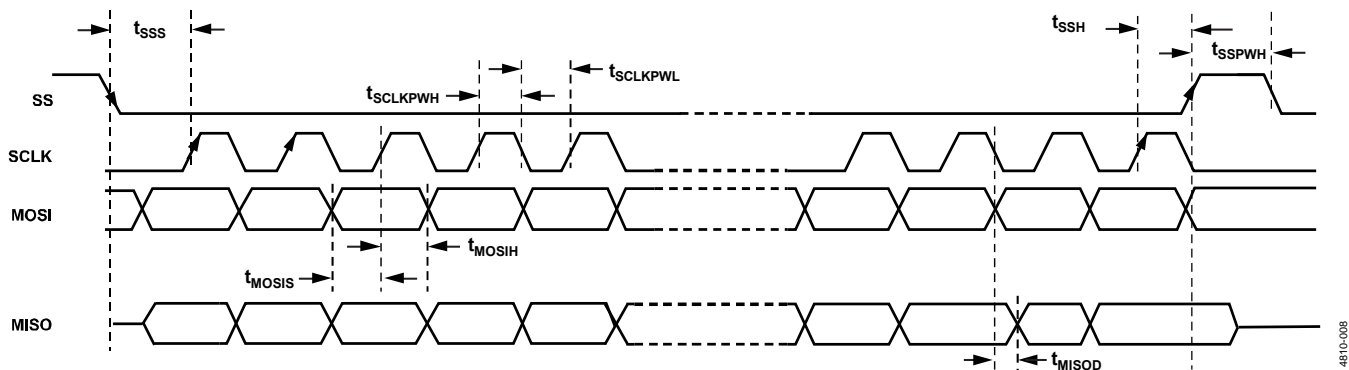 tSSS
tSSH
tSSPWH
tSCLKPWL
tSCLKPWH
SS
SCLK
MOSI
tMOSIH
tMOSIS
MISO
tMISOD
4810-008